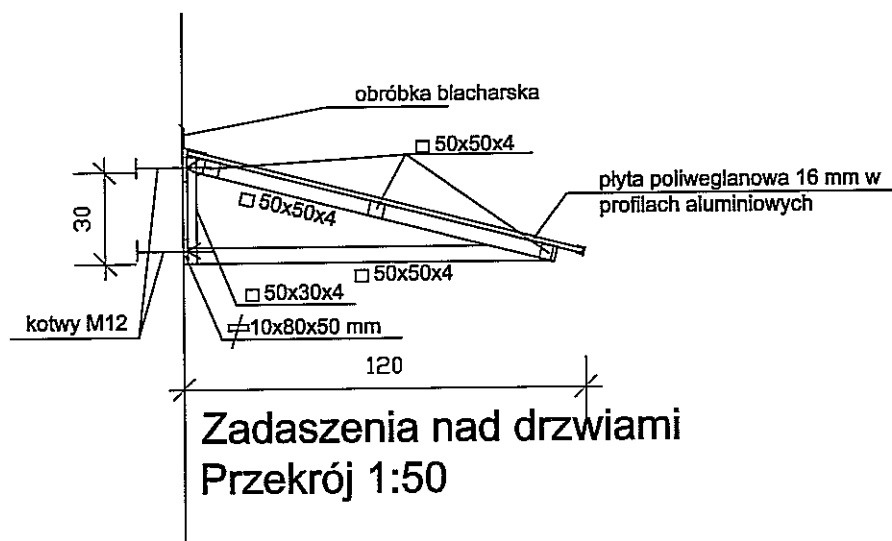 obróbka blacharska
□ 50x50x4
płyta poliweglanowa 16 mm w
profilach aluminiowych
30
□ 50x50x4
□ 50x50x4
□ 50x30x4
kotwy M12
10x80x50 mm
120
Zadaszenia nad drzwiami
Przekrój 1:50